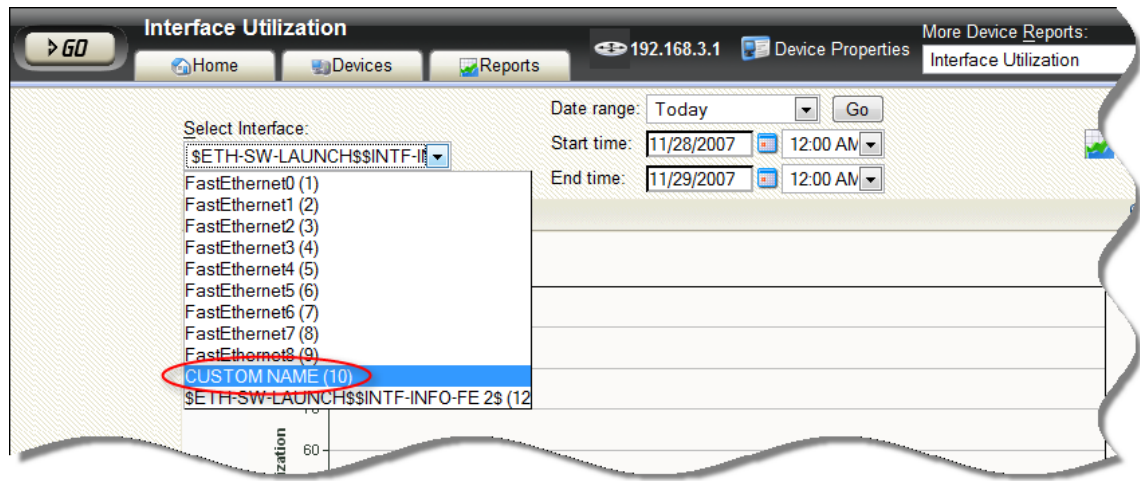 GO
Interface Utilization
Home
Devices
Reports
192.168.3.1
Device Properties
More Device Reports:
Interface Utilization
Select Interface:
$ETH-SW-LAUNCH$$INTF-I
Date range: Today Go
Start time: 11/28/2007 12:00 AM
End time: 11/29/2007 12:00 AM
FastEthernet0 (1)
FastEthernet1 (2)
FastEthernet2 (3)
FastEthernet3 (4)
FastEthernet4 (5)
FastEthernet5 (6)
FastEthernet6 (7)
FastEthernet7 (8)
FastEthernet8 (9)
CUSTOM NAME (10)
$ETH-SW-LAUNCH$$INTF-INFO-FE 2$ (12
70
60
ization